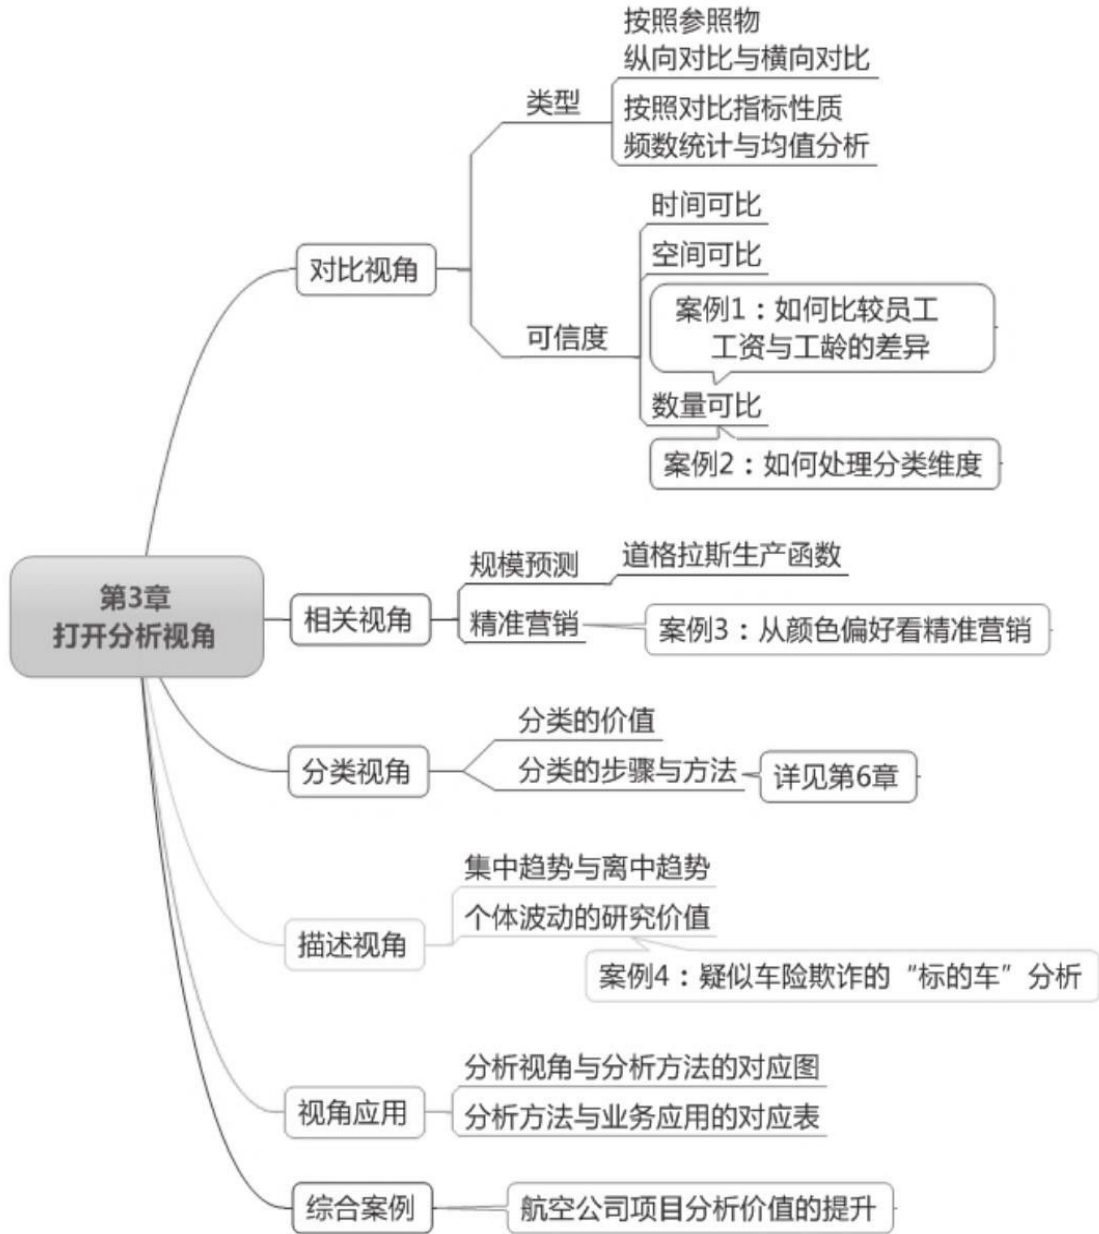 第3章
打开分析视角
对比视角
类型
按照参照物
纵向对比与横向对比
按照对比指标性质
频数统计与均值分析
可信度
时间可比
空间可比
案例1：如何比较员工
工资与工龄的差异
数量可比
案例2：如何处理分类维度
相关视角
规模预测
道格拉斯生产函数
精准营销
案例3：从颜色偏好看精准营销
分类视角
分类的价值
分类的步骤与方法
详见第6章
描述视角
集中趋势与离中趋势
个体波动的研究价值
案例4：疑似车险欺诈的“标的车”分析
视角应用
分析视角与分析方法的对应图
分析方法与业务应用的对应表
综合案例
航空公司项目分析价值的提升